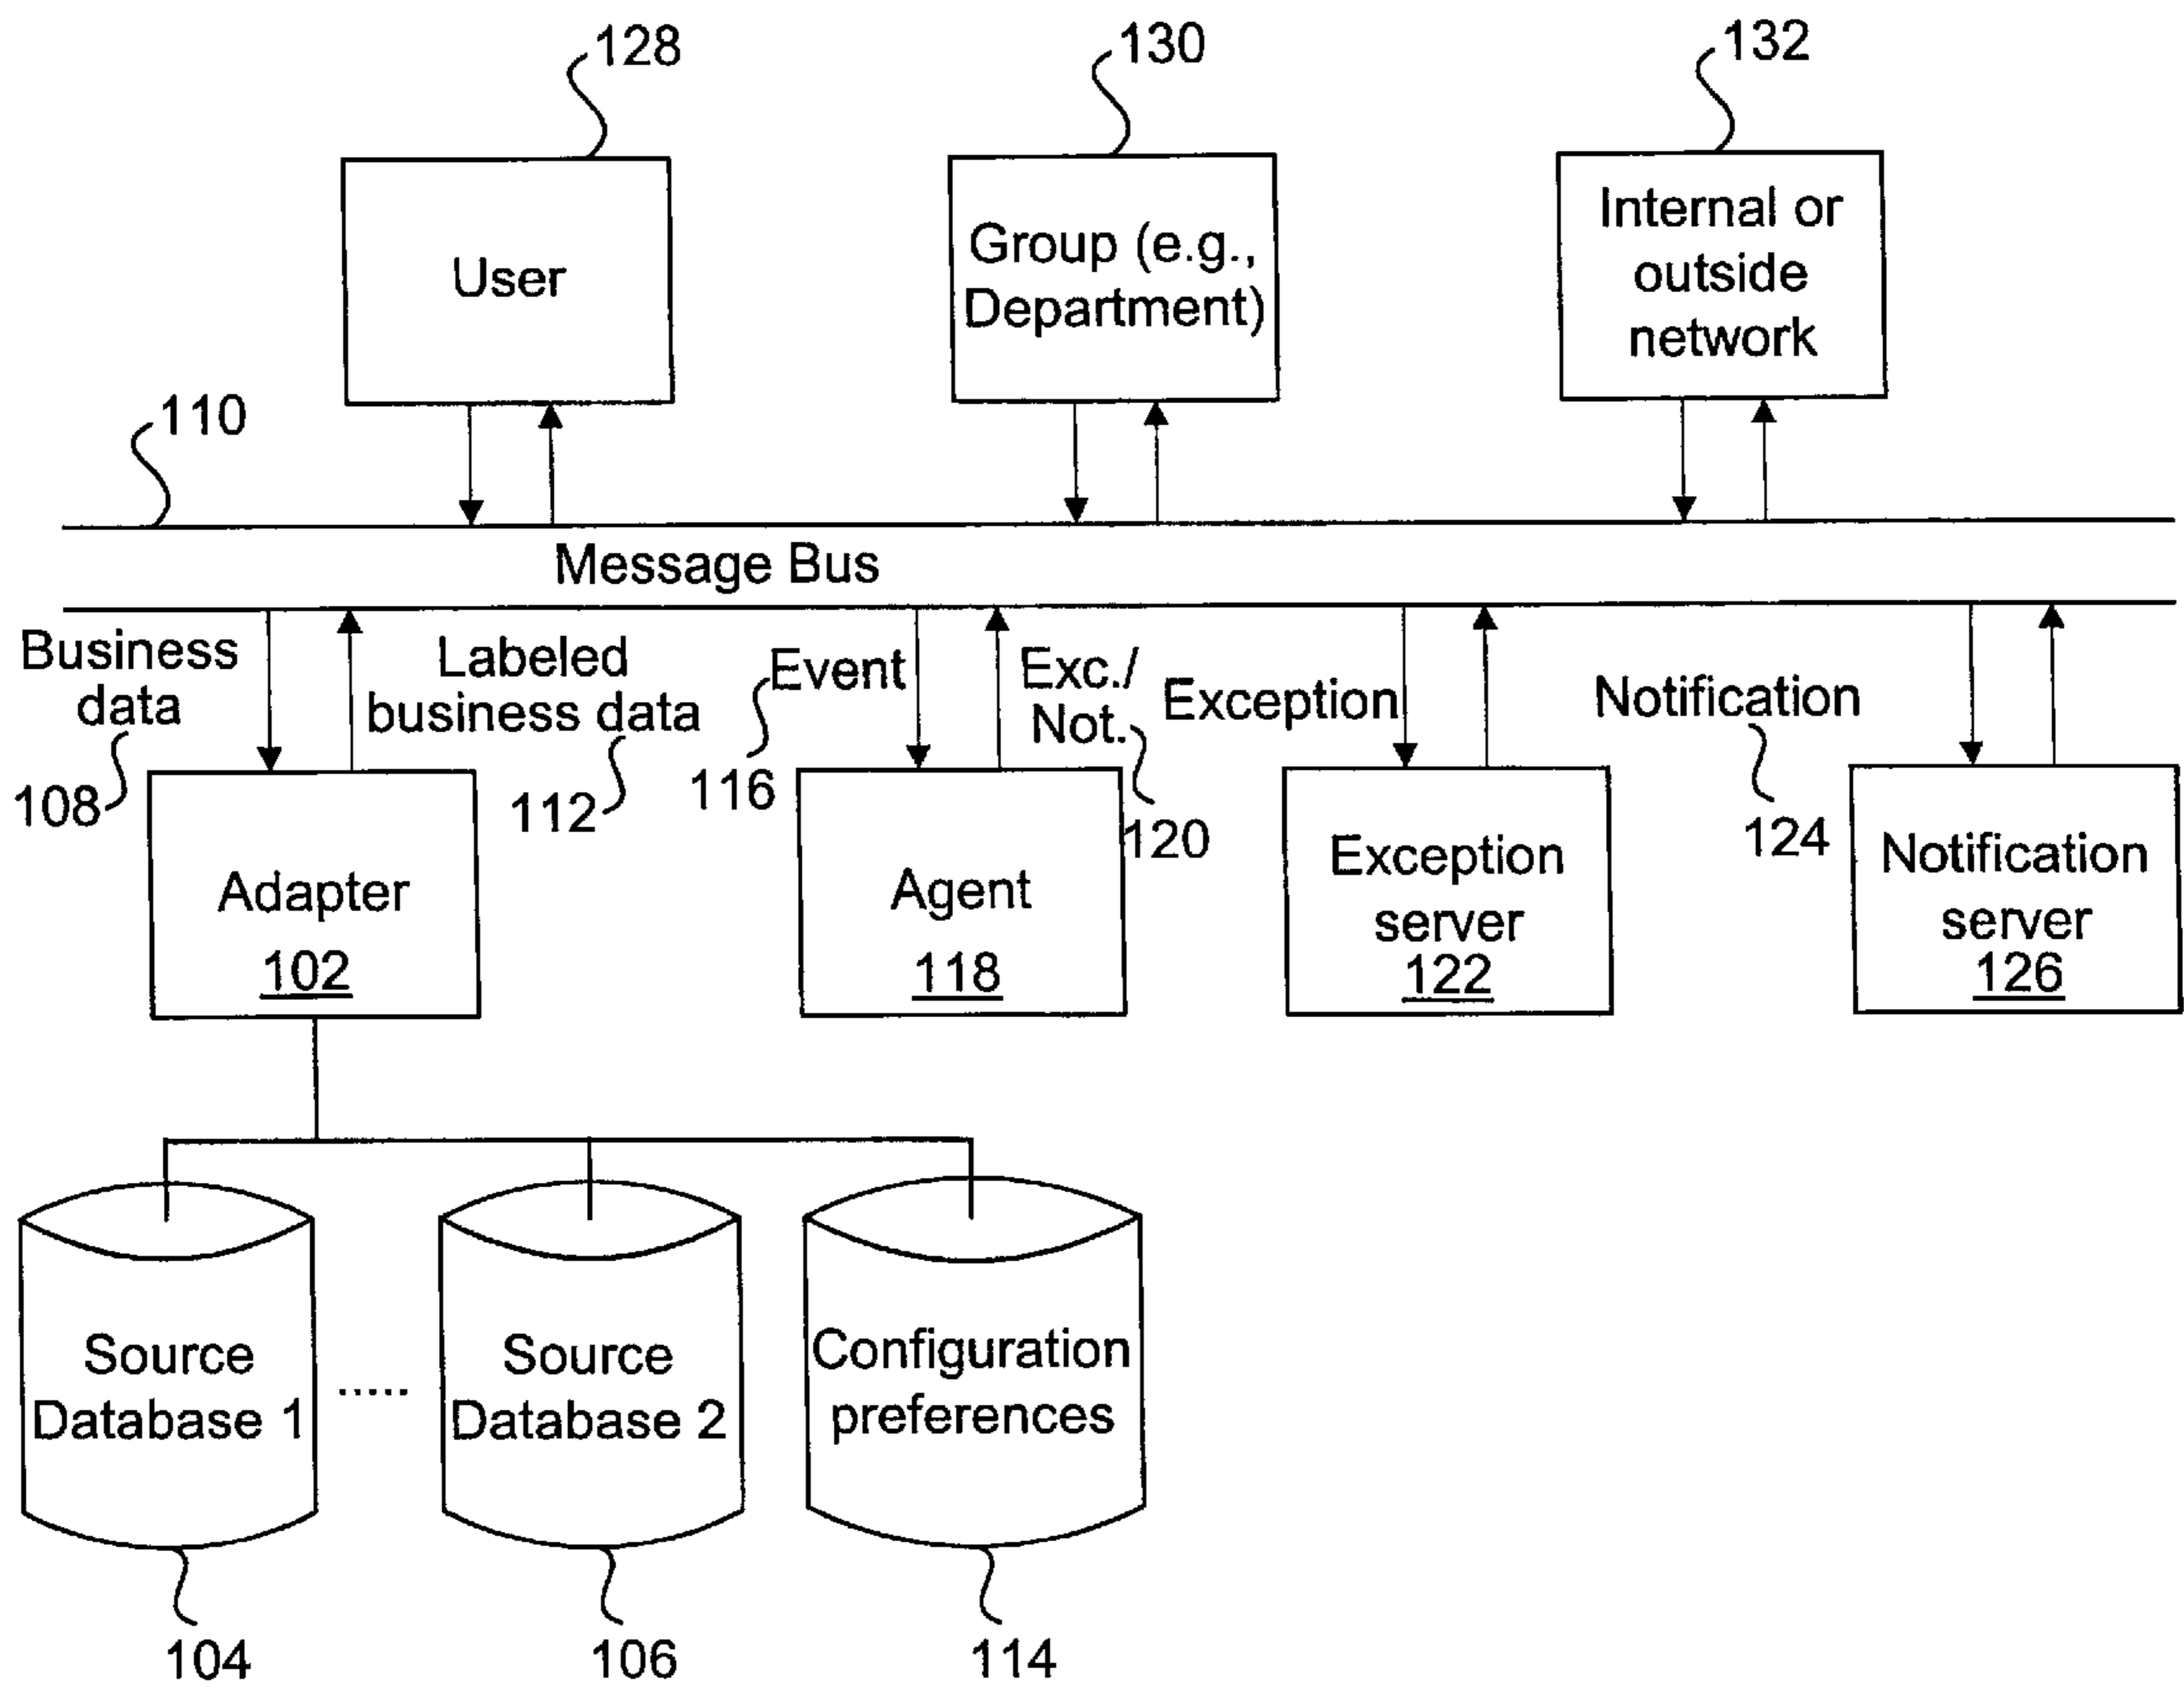 128
130
132
User
Group (e.g.,
Department)
Internal or
outside
network
110
Message Bus
Business
data
108
Labeled
business data
112
Event
116
Exc./
Not.
120
Exception
Notification
124
Adapter
102
Agent
118
Exception
server
122
Notification
server
126
Source
Database 1
.....
Source
Database 2
Configuration
preferences
104
106
114